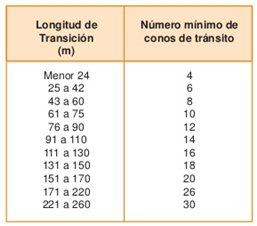 Longitud de Número mínimo de
Transición conos de tránsito
(m)
Menor 24 4
25 a 42 6
43 a 60 8
61 a 75 10
76 a 90 12
91 a 110 14
111 a 130 16
131 a 150 18
151 a 170 20
171 a 220 26
221 a 260 30